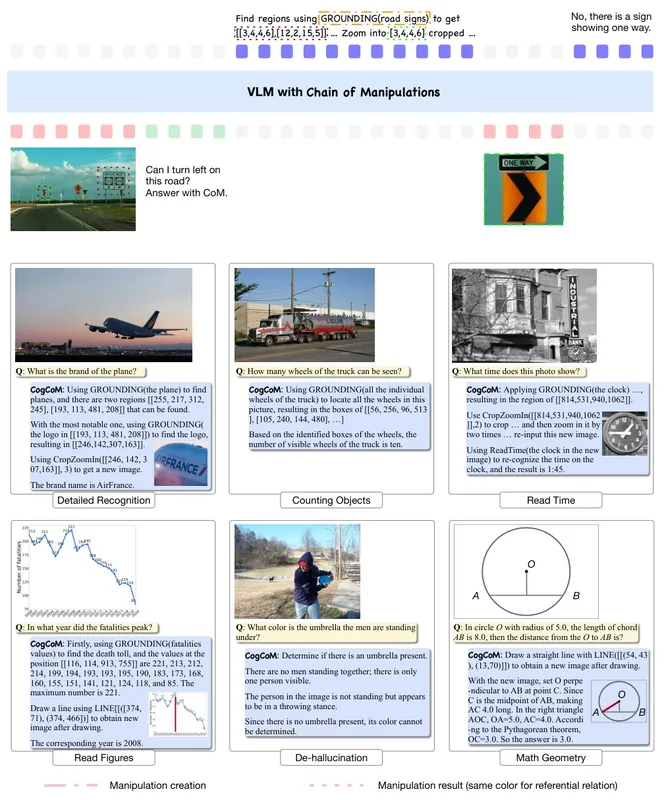 Find regions using GROUNDING(road signs) to get
[[3,4,4,6],[12,2,15,5]] ... Zoom into [3,4,4,6] cropped ...
No, there is a sign
showing one way.
VLM with Chain of Manipulations
Can I turn left on
this road?
Answer with CoM.
ONE WAY
Q: What is the brand of the plane?
CogCoM: Using GROUNDING(the plane) to find
planes, and there are two regions [[255, 217, 312,
245], [193, 113, 481, 208]] that can be found.
With the most notable one, using GROUNDING(
the logo in [193, 113, 481, 208]) to find the logo,
resulting in [[246,142,307,163]].
Using CropZoomIn([[246, 142, 3
07,163]], 3) to get a new image.
The brand name is AirFrance.
AIRFRANCE
Detailed Recognition
Q: How many wheels of the truck can be seen?
CogCoM: Using GROUNDING(all the individual
wheels of the truck) to locate all the wheels in this
picture, resulting in the boxes of [[56, 256, 96, 513
], [105, 240, 144, 480], …]
Based on the identified boxes of the wheels, the
number of visible wheels of the truck is ten.
Counting Objects
INDUSTRIAL
BANK
Q: What time does this photo show?
CogCoM: Applying GROUNDING(the clock) …,
resulting in the region of [[814,531,940,1062]].
Use CropZoomIn([[814,531,940,1062
]],2) to crop … and then zoom in it by
two times … re-input this new image.
Using ReadTime(the clock in the new
image) to re-cognize the time on the
clock, and the result is 1:45.
Read Time
Number of fatalities
225
200
175
150
125
100
75
Q: In what year did the fatalities peak?
CogCoM: Firstly, using GROUNDING(fatalities
values) to find the death toll, and the values at the
position [[116, 114, 913, 755]] are 221, 213, 212,
214, 199, 194, 193, 193, 195, 190, 183, 173, 168,
160, 155, 151, 141, 121, 124, 118, and 85. The
maximum number is 221.
Draw a line using LINE[[((374,
71), (374, 466))] to obtain new
image after drawing.
The corresponding year is 2008.
Read Figures
Q: What color is the umbrella the men are standing
under?
CogCoM: Determine if there is an umbrella present.
There are no men standing together; there is only
one person visible.
The person in the image is not standing but appears
to be in a throwing stance.
Since there is no umbrella present, its color cannot
be determined.
De-hallucination
O
A
B
Q: In circle O with radius of 5.0, the length of chord
AB is 8.0, then the distance from the O to AB is?
CogCoM: Draw a straight line with LINE([[(54, 43
), (13,70)]]) to obtain a new image after drawing.
With the new image, set O perpe
-ndicular to AB at point C. Since
C is the midpoint of AB, making
AC 4.0 long. In the right triangle
AOC, OA=5.0, AC=4.0. Accordi
-ng to the Pythagorean theorem,
OC=3.0. So the answer is 3.0.
O
A
B
Math Geometry
Manipulation creation
Manipulation result (same color for referential relation)